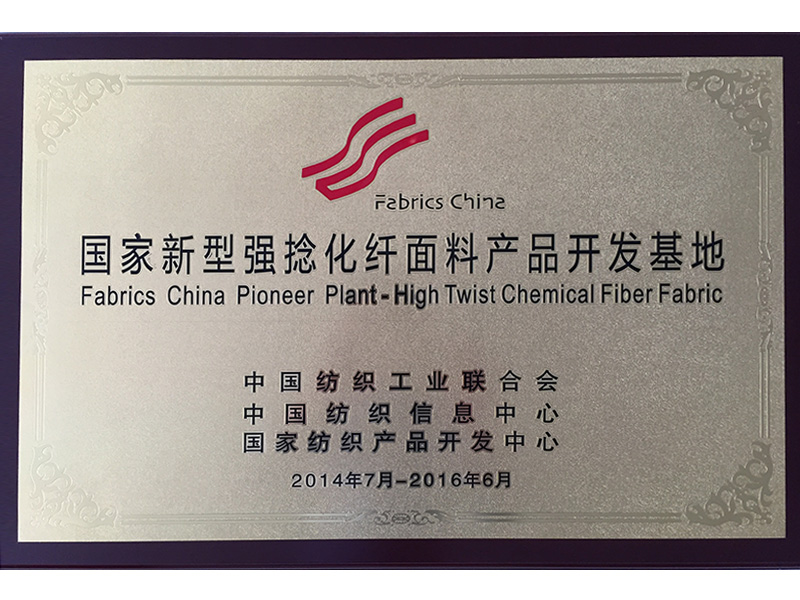 Fabrics China
国家新型强捻化纤面料产品开发基地
Fabrics China Pioneer Plant-High Twist Chemical Fiber Fabric
中国纺织工业联合会
中国纺织信息中心
国家纺织产品开发中心
2014年7月-2016年6月